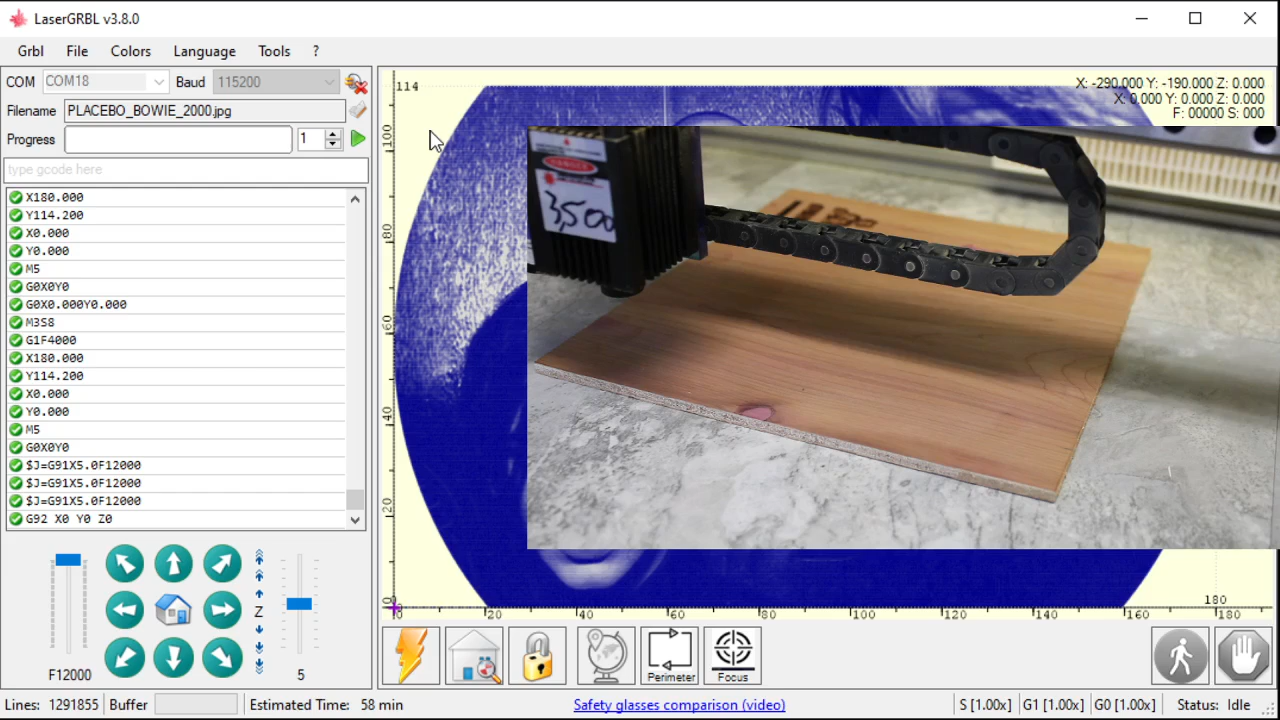 LaserGRBL v3.8.0
Grbl File Colors Language Tools ?
COM COM18 Baud 115200
Filename PLACEBO_BOWIE_2000.jpg
Progress 1
type gcode here
X180.000
Y114.200
X0.000
Y0.000
M5
G0X0Y0
G0X0.000Y0.000
M3S8
G1F4000
X180.000
Y114.200
X0.000
Y0.000
M5
G0X0Y0
$J=G91X5.0F12000
$J=G91X5.0F12000
$J=G91X5.0F12000
G92 X0 Y0 Z0
Z
F12000 5
114
X: -290.000 Y: -190.000 Z: 0.000
X: 0.000 Y: 0.000 Z: 0.000
F: 00000 S: 000
100
80
60
40
20
0
DANGER
3,500
180
0 20 40 60 80 100 120 140 160 180
Perimeter Focus
Lines: 1291855 Buffer Estimated Time: 58 min Safety glasses comparison (video) S [1.00x] G1 [1.00x] G0 [1.00x] Status: Idle